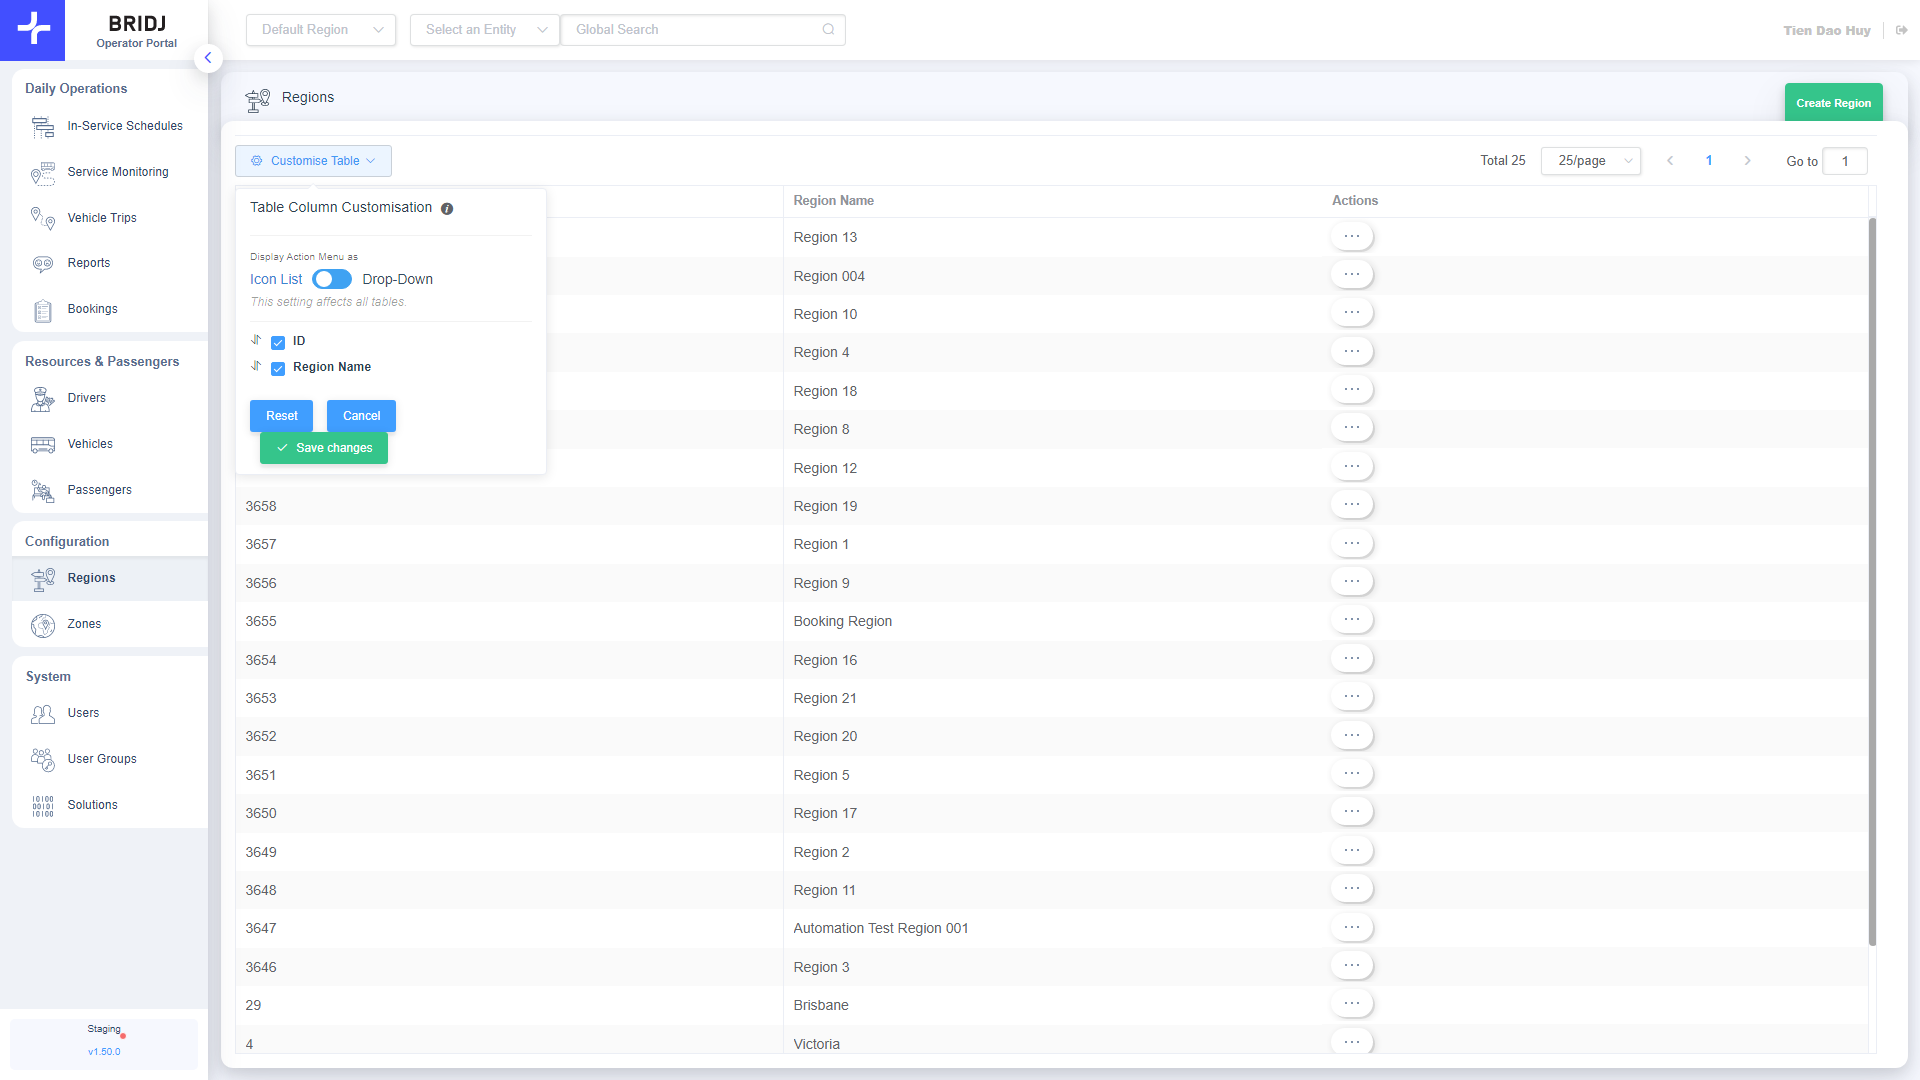 BRIDJ
Operator Portal
Default Region
Select an Entity
Global Search
Tien Dao Huy
Daily Operations
In-Service Schedules
Service Monitoring
Vehicle Trips
Reports
Bookings
Resources & Passengers
Drivers
Vehicles
Passengers
Configuration
Regions
Zones
System
Users
User Groups
Solutions
Staging
v1.50.0
Regions
Create Region
Customise Table
Total 25
25/page
1
Go to
1
Table Column Customisation
Display Action Menu as
Icon List
Drop-Down
This setting affects all tables.
ID
Region Name
Reset
Cancel
Save changes
Region Name
Actions
Region 13
Region 004
Region 10
Region 4
Region 18
Region 8
Region 12
3658 Region 19
3657 Region 1
3656 Region 9
3655 Booking Region
3654 Region 16
3653 Region 21
3652 Region 20
3651 Region 5
3650 Region 17
3649 Region 2
3648 Region 11
3647 Automation Test Region 001
3646 Region 3
29 Brisbane
4 Victoria